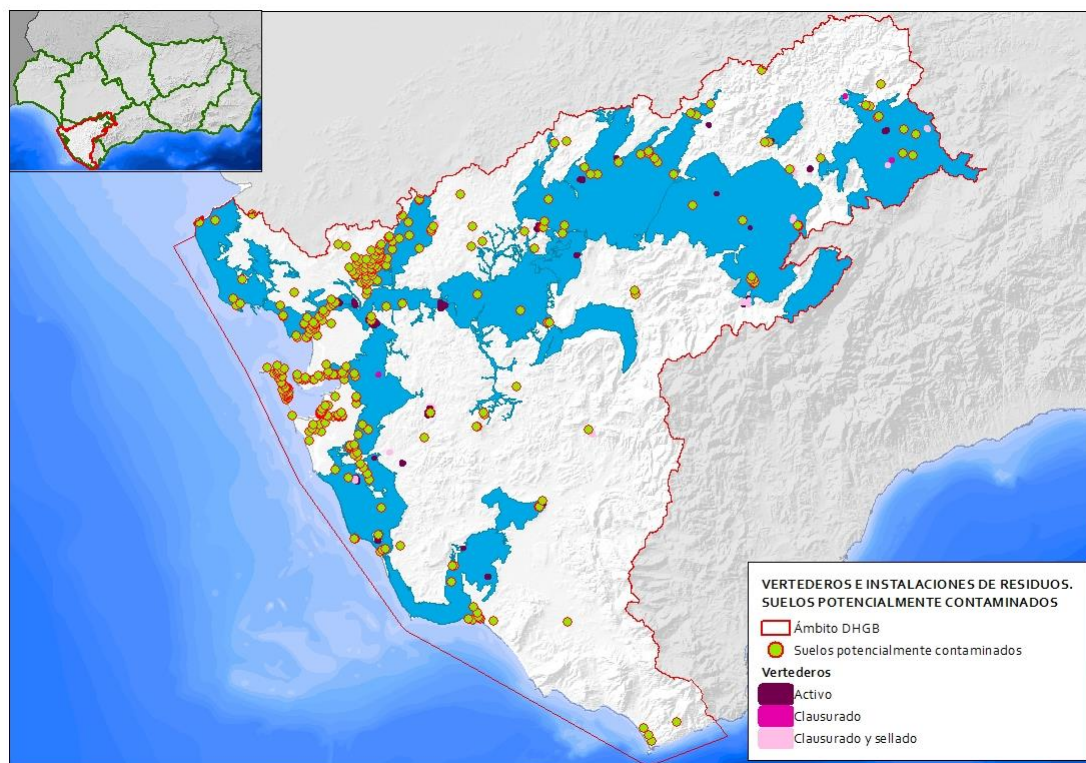 VERTEDEROS E INSTALACIONES DE RESIDUOS.
SUELOS POTENCIALMENTE CONTAMINADOS
Ámbito DHGB
Suelos potencialmente contaminados
Vertederos
Activo
Clausurado
Clausurado y sellado